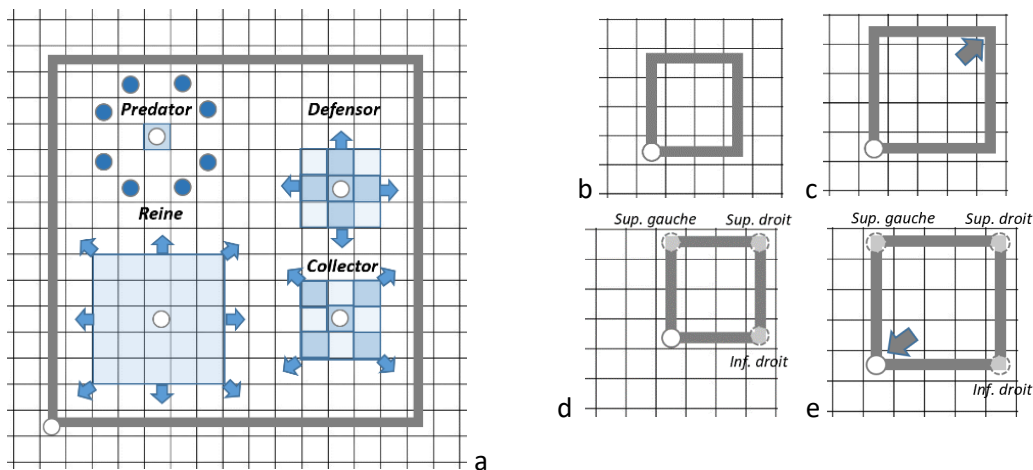 Predator
Defensor
Reine
Collector
a
b
c
Sup. gauche
Sup. droit
Inf. droit
d
Sup. gauche
Sup. droit
Inf. droit
e